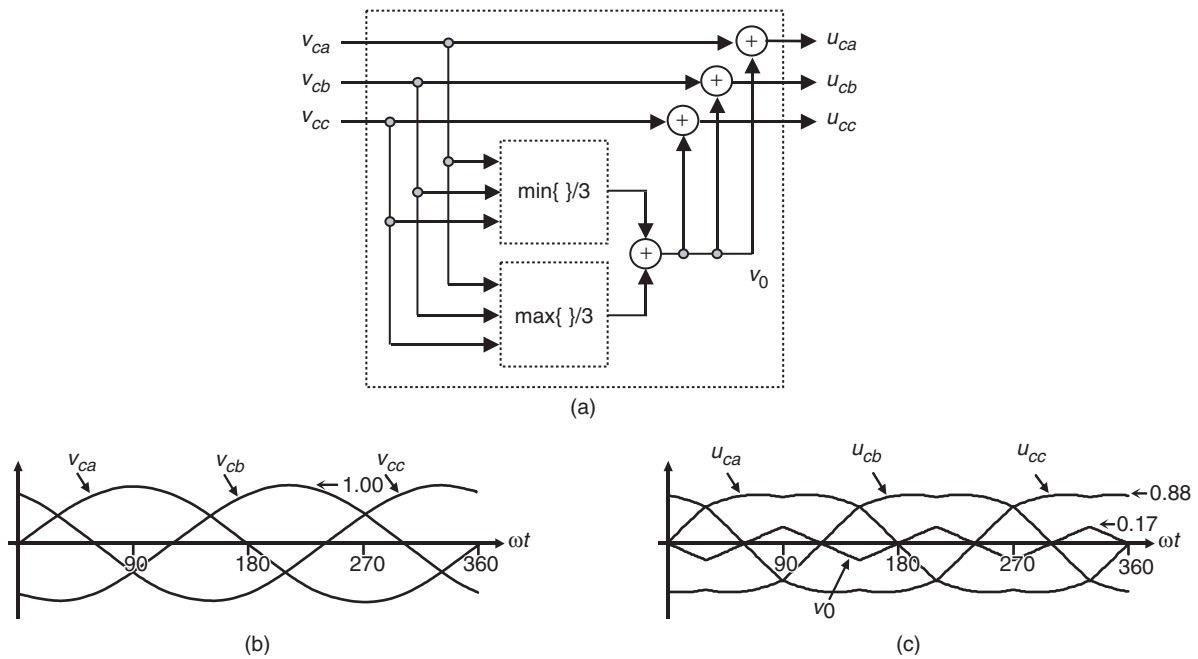 v_ca + u_ca
v_cb + u_cb
v_cc + u_cc
min{ }/3
+
v_0
max{ }/3
(a)
v_ca v_cb v_cc
←1.00
ωt
90 180 270 360
(b)
u_ca u_cb u_cc
←0.88
←0.17
ωt
90 180 270 360
v_0
(c)